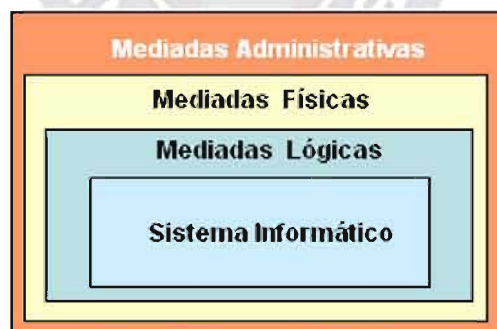 Mediadas Administrativas
Mediadas Físicas
Mediadas Lógicas
Sistema Informático